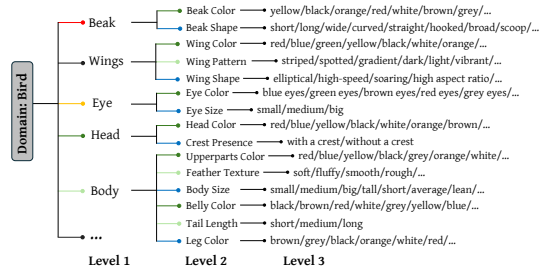 Domain: Bird
Beak
Beak Color yellow/black/orange/red/white/brown/grey/...
Beak Shape short/long/wide/curved/straight/hooked/broad/scoop/...
Wings
Wing Color red/blue/green/yellow/black/white/orange/...
Wing Pattern striped/spotted/gradient/dark/light/vibrant/...
Wing Shape elliptical/high-speed/soaring/high aspect ratio/...
Eye
Eye Color blue eyes/green eyes/brown eyes/red eyes/grey eyes/...
Eye Size small/medium/big
Head
Head Color red/blue/yellow/black/white/orange/brown/...
Crest Presence with a crest/without a crest
Body
Upperparts Color red/blue/yellow/black/grey/orange/white/...
Feather Texture soft/fluffy/smooth/rough/...
Body Size small/medium/big/tall/short/average/lean/...
Belly Color black/brown/red/white/grey/yellow/blue/...
Tail Length short/medium/long
Leg Color brown/grey/black/orange/white/red/...
...
Level 1 Level 2 Level 3